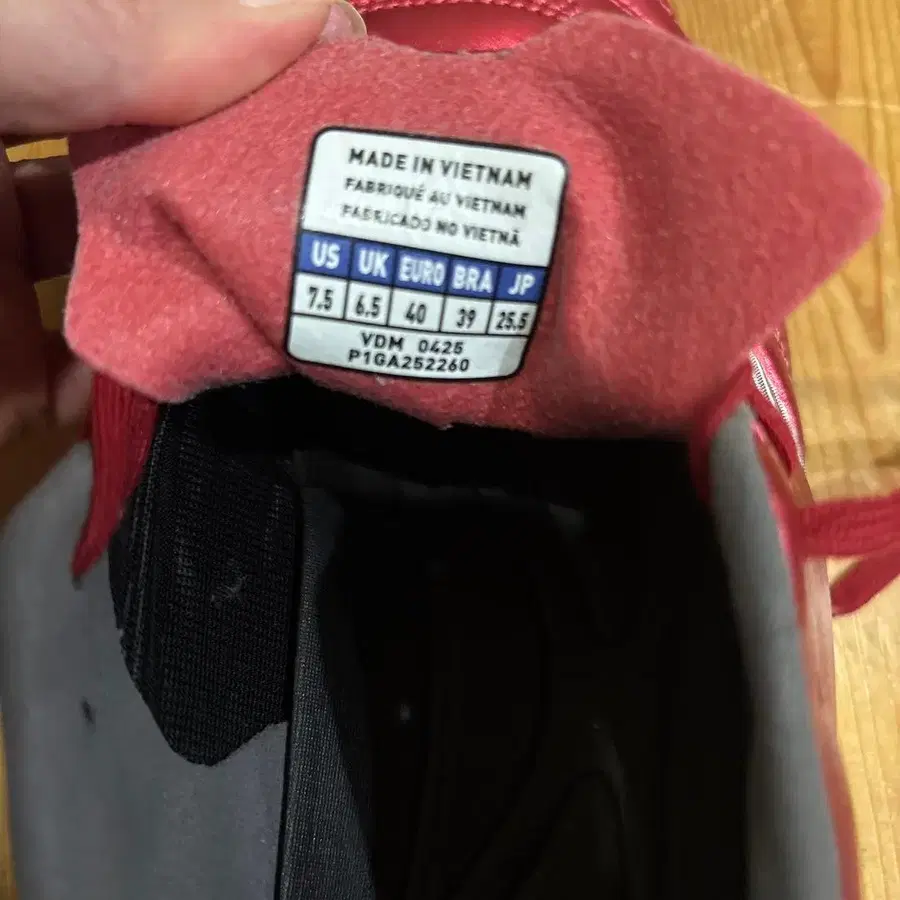 MADE IN VIETNAM
FABRIQUÉ AU VIETNAM
FABRICADO NO VIETNÃ
US UK EURO BRA JP
7.5 6.5 40 39 25.5
VDM 0425
P1GA252260